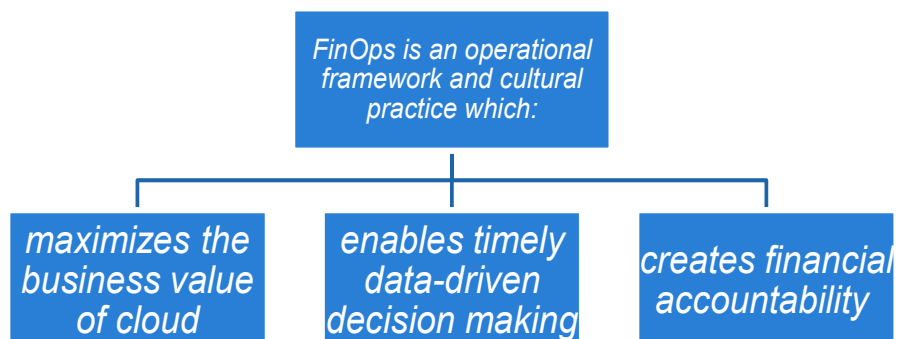 FinOps is an operational
framework and cultural
practice which:
maximizes the
business value
of cloud
enables timely
data-driven
decision making
creates financial
accountability